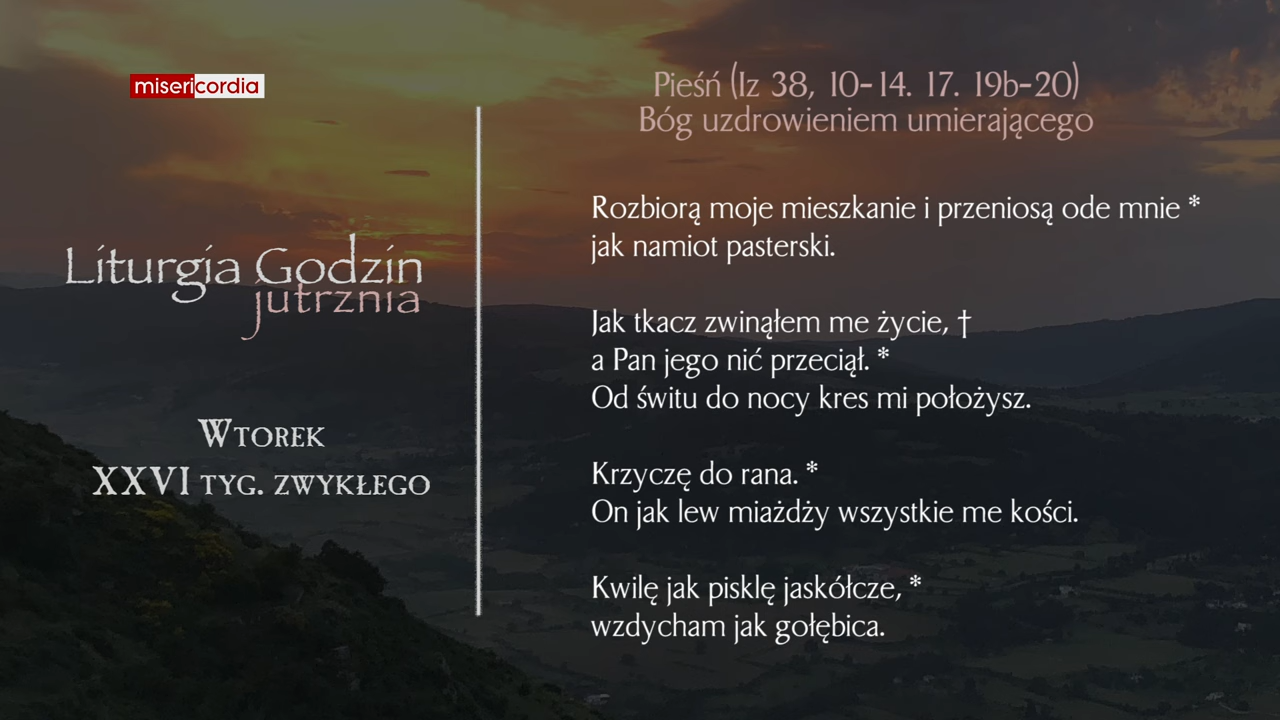 misericordia
Liturgia Godzin
jutrznia
Wtorek
XXVI tyg. zwykłego
Pieśń (Iz 38, 10-14. 17. 19b-20)
Bóg uzdrowieniem umierającego
Rozbiorą moje mieszkanie i przeniosą ode mnie *
jak namiot pasterski.
Jak tkacz zwinąłem me życie, †
a Pan jego nić przeciął. *
Od świtu do nocy kres mi położysz.
Krzyczę do rana. *
On jak lew miażdży wszystkie me kości.
Kwilę jak pisklę jaskółcze, *
wzdycham jak gołębica.